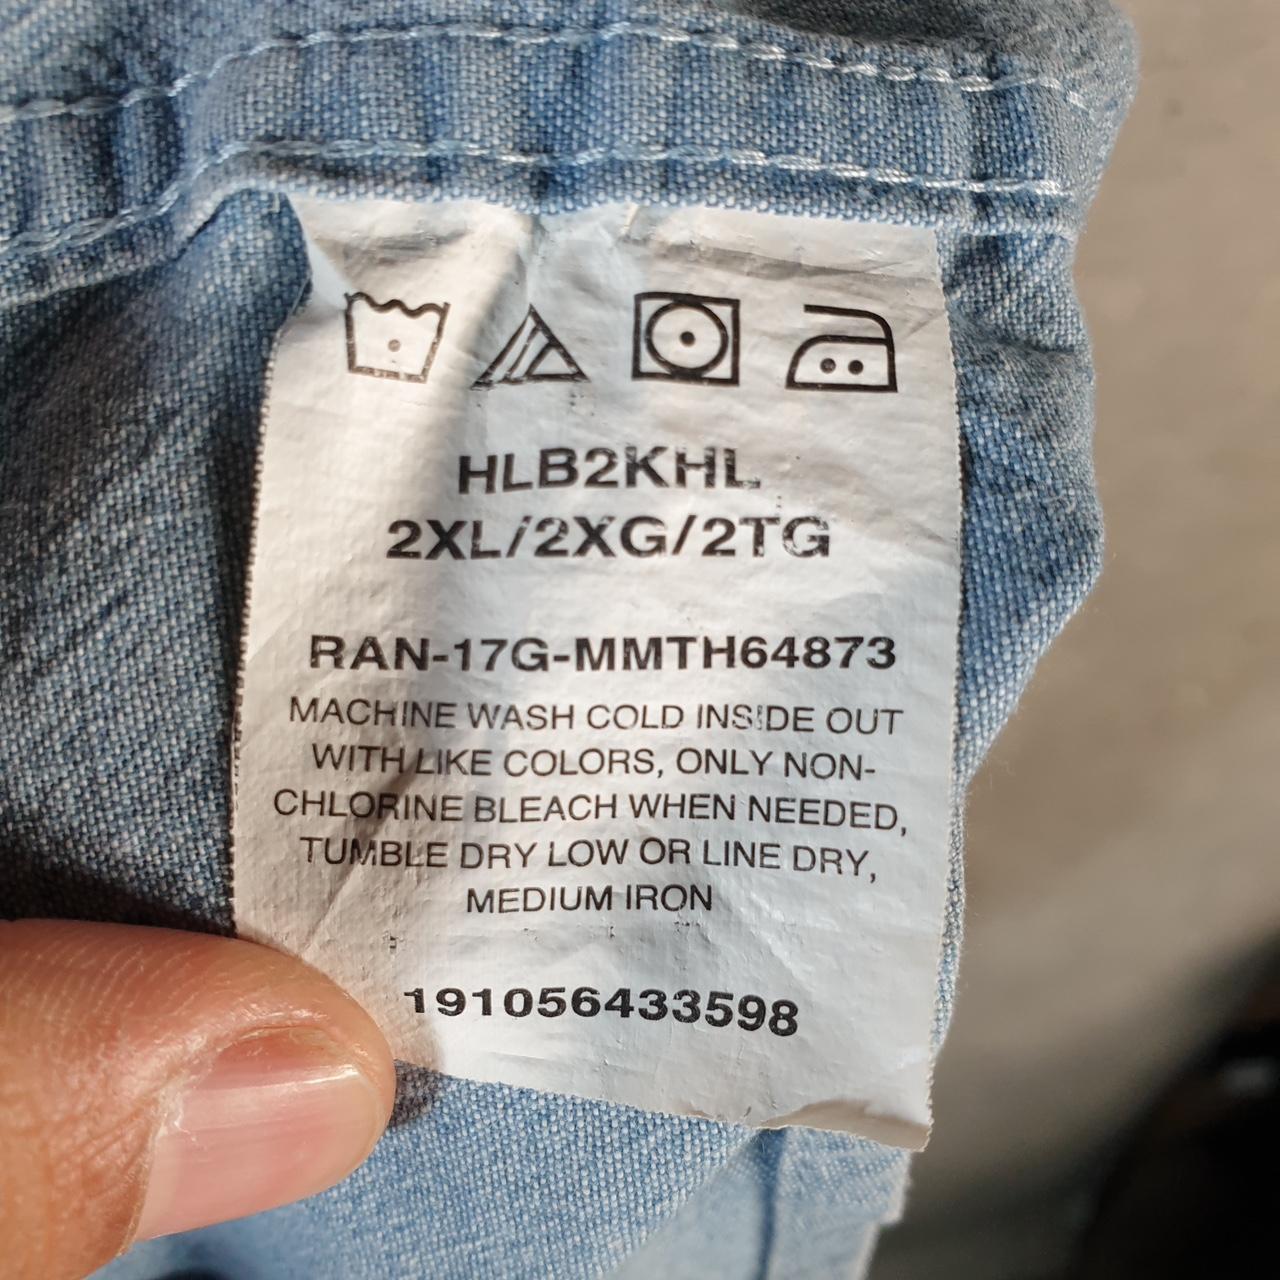 HLB2KHL
2XL/2XG/2TG
RAN-17G-MMTH64873
MACHINE WASH COLD INSIDE OUT
WITH LIKE COLORS, ONLY NON-
CHLORINE BLEACH WHEN NEEDED,
TUMBLE DRY LOW OR LINE DRY,
MEDIUM IRON
191056433598